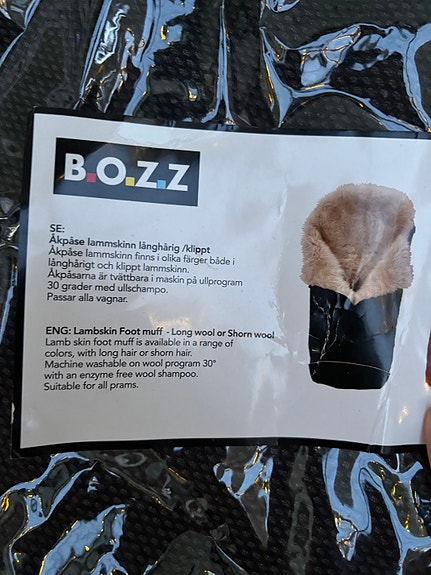 B.O.Z.Z
SE:
Åkpåse lammskinn långhårig /klippt
Åkpåse lammskinn finns i olika färger både i
långhårigt och klippt lammskinn.
Åkpåsarna är tvättbara i maskin på ullprogram
30 grader med ullschampo.
Passar alla vagnar.
ENG: Lambskin Foot muff - Long wool or Shorn wool
Lamb skin foot muff is available in a range of
colors, with long hair or shorn hair.
Machine washable on wool program 30°
with an enzyme free wool shampoo.
Suitable for all prams.